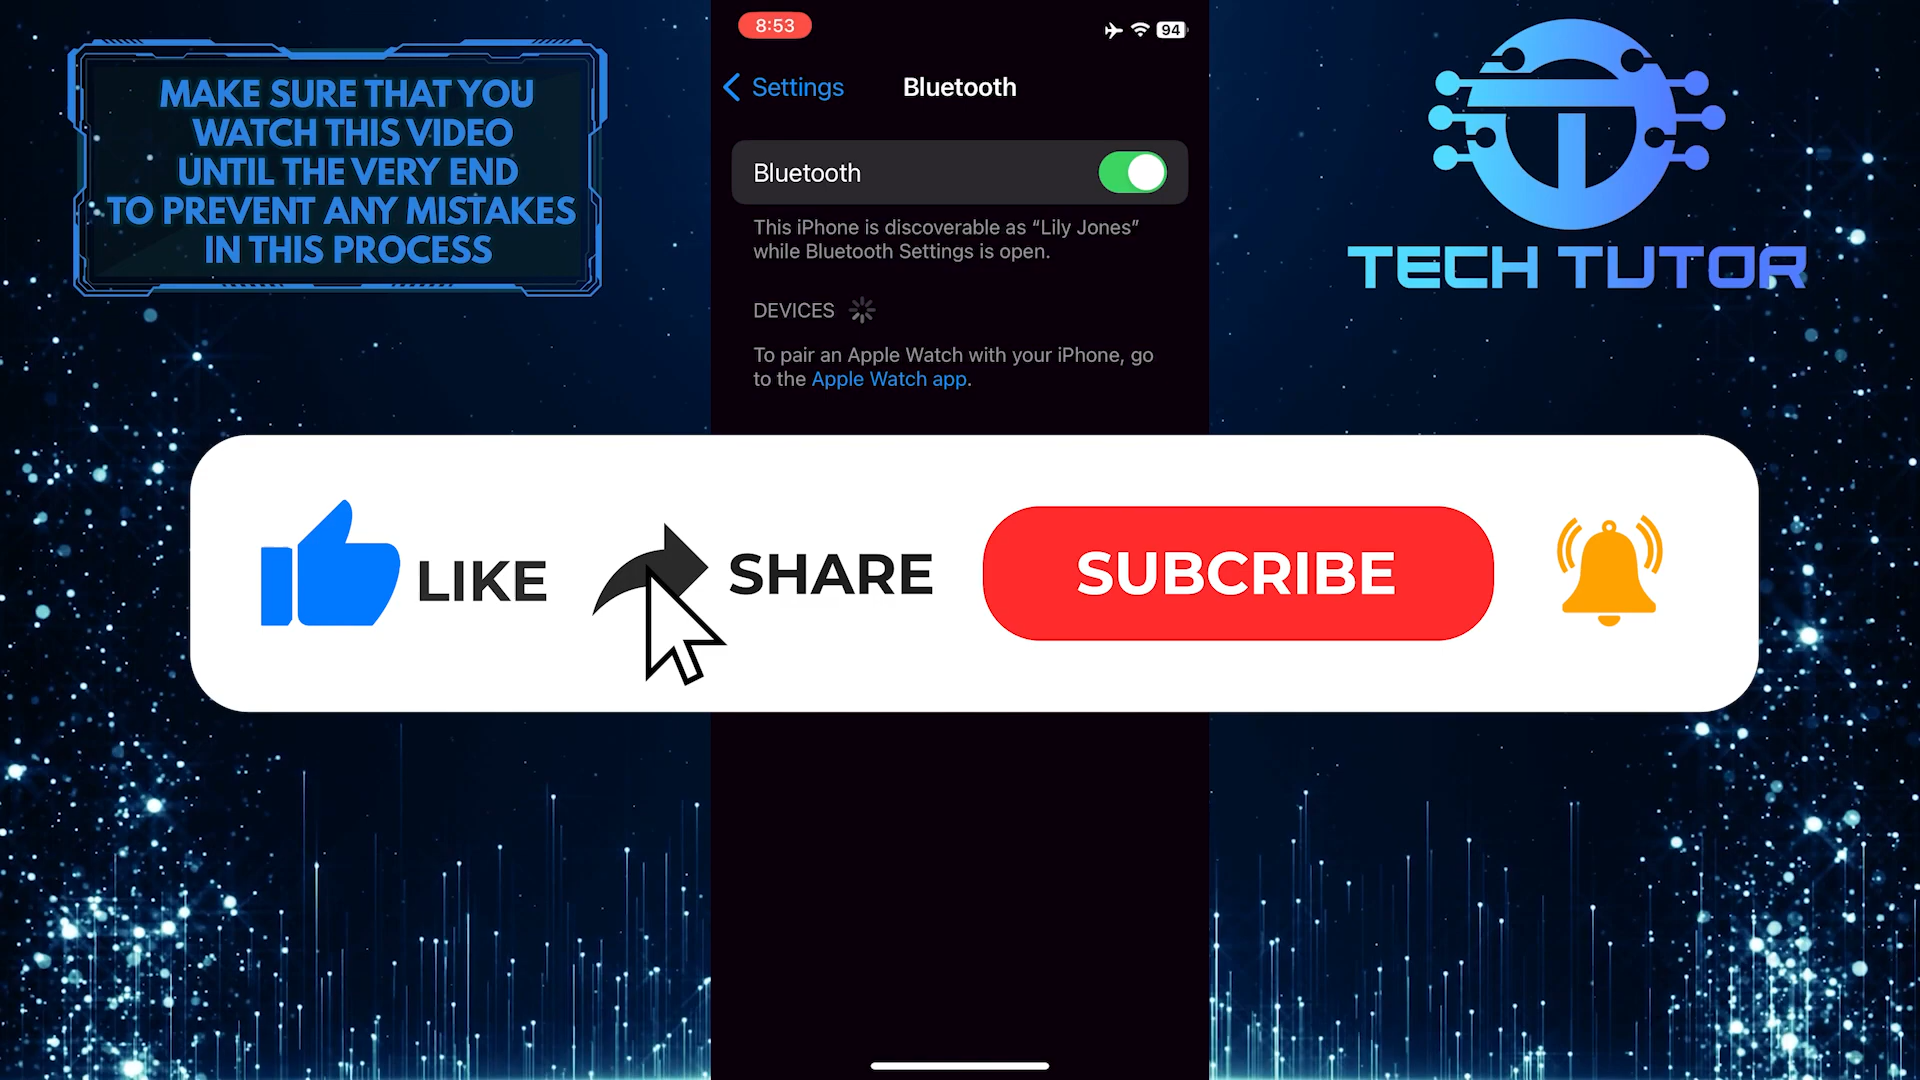 MAKE SURE THAT YOU
WATCH THIS VIDEO
UNTIL THE VERY END
TO PREVENT ANY MISTAKES
IN THIS PROCESS
8:53
94
Settings
Bluetooth
Bluetooth
This iPhone is discoverable as “Lily Jones”
while Bluetooth Settings is open.
DEVICES
To pair an Apple Watch with your iPhone, go
to the Apple Watch app.
TECH TUTOR
LIKE
SHARE
SUBCRIBE